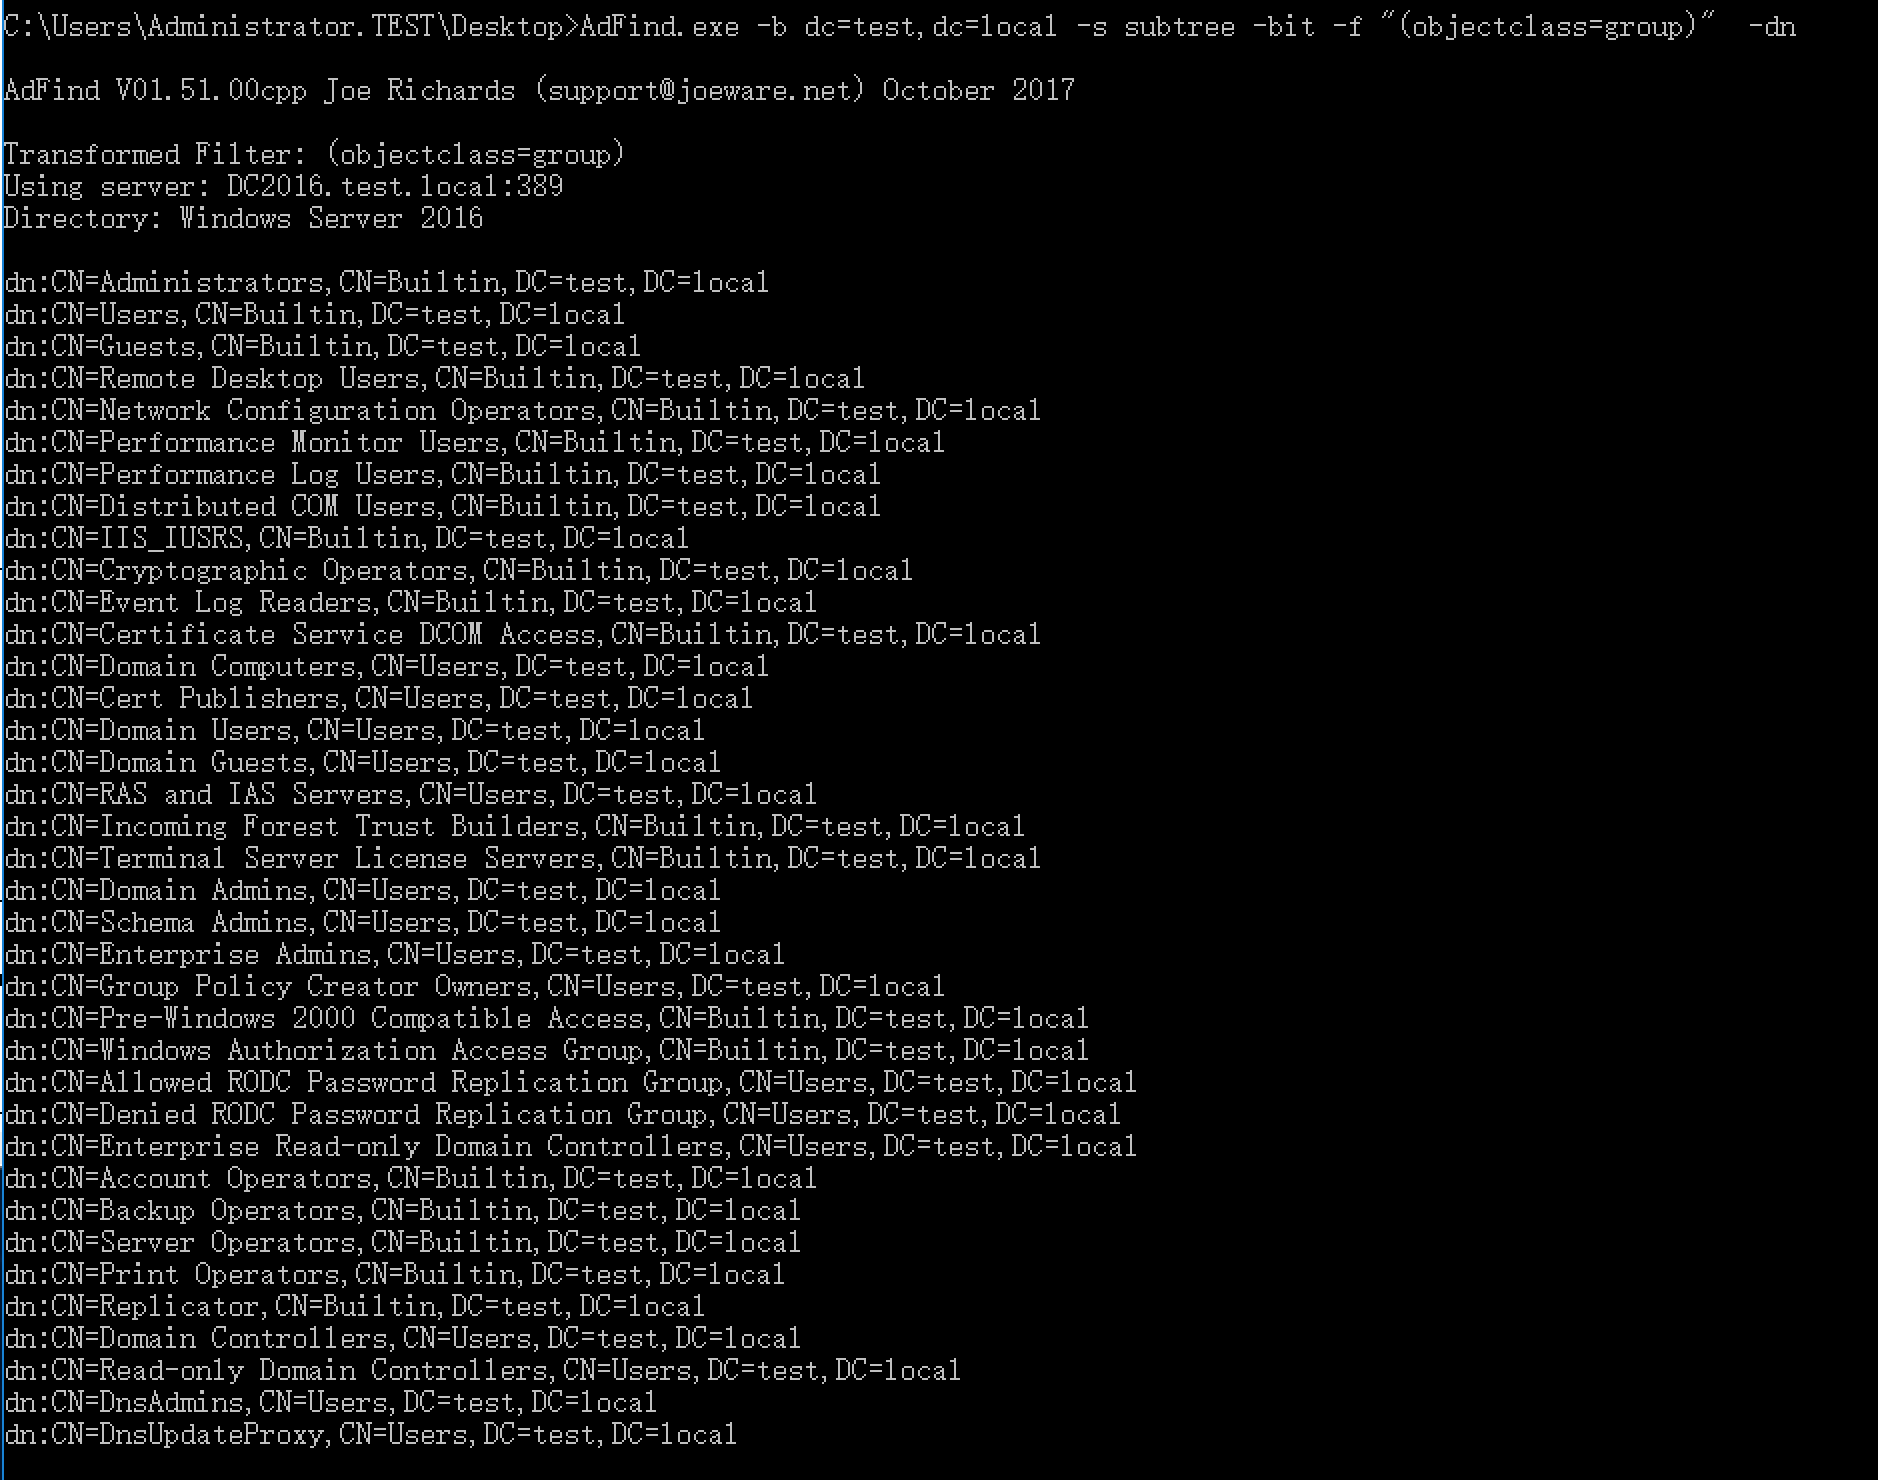 C:\Users\Administrator.TEST\Desktop>AdFind.exe -b dc=test,dc=local -s subtree -bit -f "(objectclass=group)"  -dn
AdFind V01.51.00cpp Joe Richards (support@joeware.net) October 2017
Transformed Filter: (objectclass=group)
Using server: DC2016.test.local:389
Directory: Windows Server 2016
dn:CN=Administrators,CN=Builtin,DC=test,DC=local
dn:CN=Users,CN=Builtin,DC=test,DC=local
dn:CN=Guests,CN=Builtin,DC=test,DC=local
dn:CN=Remote Desktop Users,CN=Builtin,DC=test,DC=local
dn:CN=Network Configuration Operators,CN=Builtin,DC=test,DC=local
dn:CN=Performance Monitor Users,CN=Builtin,DC=test,DC=local
dn:CN=Performance Log Users,CN=Builtin,DC=test,DC=local
dn:CN=Distributed COM Users,CN=Builtin,DC=test,DC=local
dn:CN=IIS_IUSRS,CN=Builtin,DC=test,DC=local
dn:CN=Cryptographic Operators,CN=Builtin,DC=test,DC=local
dn:CN=Event Log Readers,CN=Builtin,DC=test,DC=local
dn:CN=Certificate Service DCOM Access,CN=Builtin,DC=test,DC=local
dn:CN=Domain Computers,CN=Users,DC=test,DC=local
dn:CN=Cert Publishers,CN=Users,DC=test,DC=local
dn:CN=Domain Users,CN=Users,DC=test,DC=local
dn:CN=Domain Guests,CN=Users,DC=test,DC=local
dn:CN=RAS and IAS Servers,CN=Users,DC=test,DC=local
dn:CN=Incoming Forest Trust Builders,CN=Builtin,DC=test,DC=local
dn:CN=Terminal Server License Servers,CN=Builtin,DC=test,DC=local
dn:CN=Domain Admins,CN=Users,DC=test,DC=local
dn:CN=Schema Admins,CN=Users,DC=test,DC=local
dn:CN=Enterprise Admins,CN=Users,DC=test,DC=local
dn:CN=Group Policy Creator Owners,CN=Users,DC=test,DC=local
dn:CN=Pre-Windows 2000 Compatible Access,CN=Builtin,DC=test,DC=local
dn:CN=Windows Authorization Access Group,CN=Builtin,DC=test,DC=local
dn:CN=Allowed RODC Password Replication Group,CN=Users,DC=test,DC=local
dn:CN=Denied RODC Password Replication Group,CN=Users,DC=test,DC=local
dn:CN=Enterprise Read-only Domain Controllers,CN=Users,DC=test,DC=local
dn:CN=Account Operators,CN=Builtin,DC=test,DC=local
dn:CN=Backup Operators,CN=Builtin,DC=test,DC=local
dn:CN=Server Operators,CN=Builtin,DC=test,DC=local
dn:CN=Print Operators,CN=Builtin,DC=test,DC=local
dn:CN=Replicator,CN=Builtin,DC=test,DC=local
dn:CN=Domain Controllers,CN=Users,DC=test,DC=local
dn:CN=Read-only Domain Controllers,CN=Users,DC=test,DC=local
dn:CN=DnsAdmins,CN=Users,DC=test,DC=local
dn:CN=DnsUpdateProxy,CN=Users,DC=test,DC=local